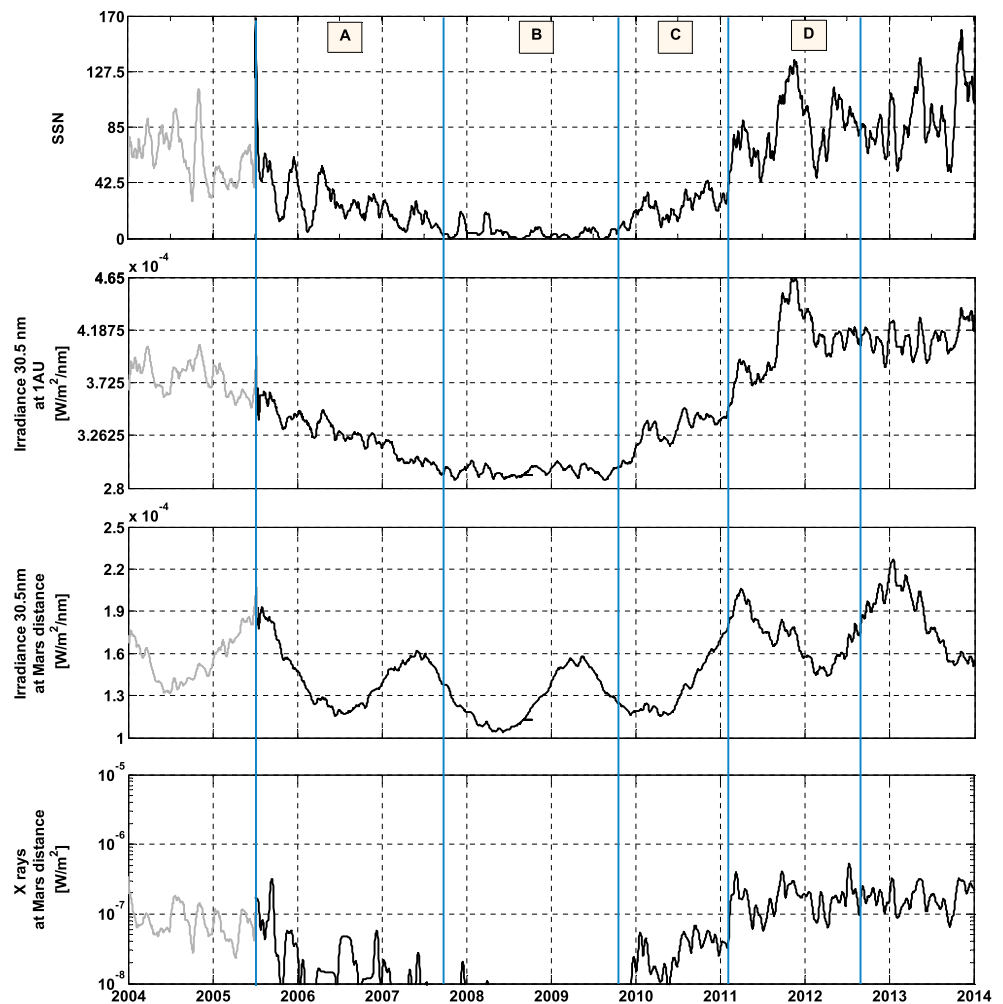 A B C D
SSN
170
127.5
85
42.5
0
x 10-4
Irradiance 30.5 nm
at 1AU
[W/m2/nm]
4.65
4.1875
3.725
3.2625
2.8
x 10-4
Irradiance 30.5nm
at Mars distance
[W/m2/nm]
2.5
2.2
1.9
1.6
1.3
1
X rays
at Mars distance
[W/m2]
10-5
10-6
10-7
10-8
2004 2005 2006 2007 2008 2009 2010 2011 2012 2013 2014